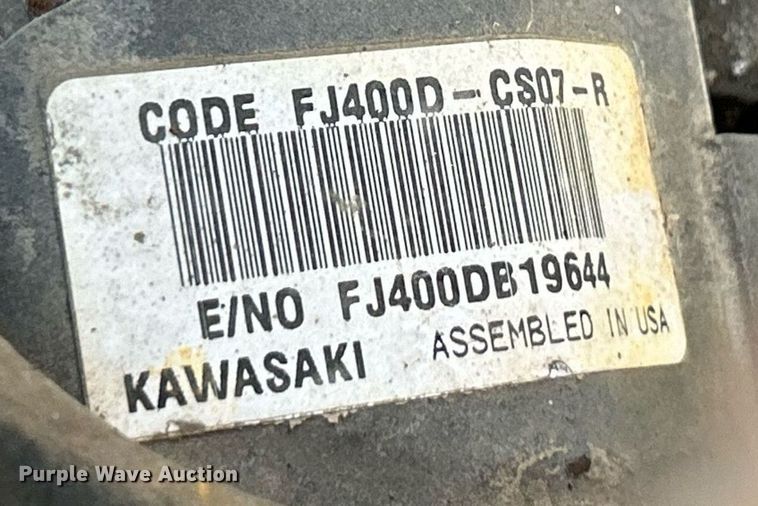 CODE FJ400D-CS07-R
E/NO FJ400DB19644
KAWASAKI ASSEMBLED IN USA
Purple Wave Auction